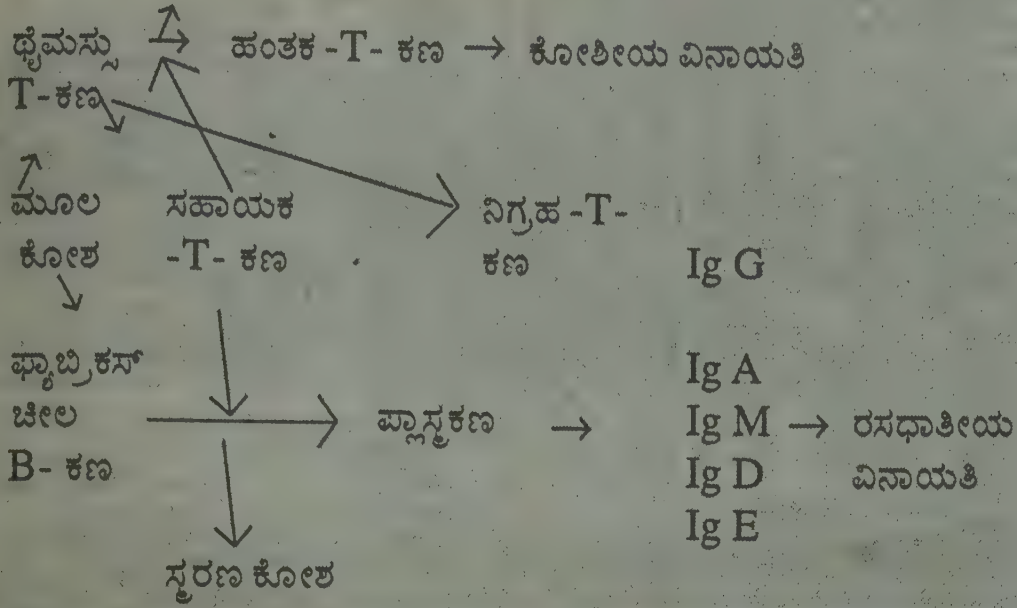 ಥೈಮಸ್ಸು → ಹಂತಕ -T- ಕಣ → ಕೋಶೀಯ ವಿನಾಯತಿ
T-ಕಣ
ಮೂಲ ಸಹಾಯಕ ನಿಗ್ರಹ -T-
ಕೋಶ -T- ಕಣ ಕಣ Ig G
ಫ್ಯಾಬ್ರಿಕಸ್ Ig A
ಚೀಲ ಪ್ಲಾಸ್ಮಕಣ → Ig M → ರಸಧಾತೀಯ
B- ಕಣ Ig D ವಿನಾಯತಿ
Ig E
ಸ್ಮರಣ ಕೋಶ